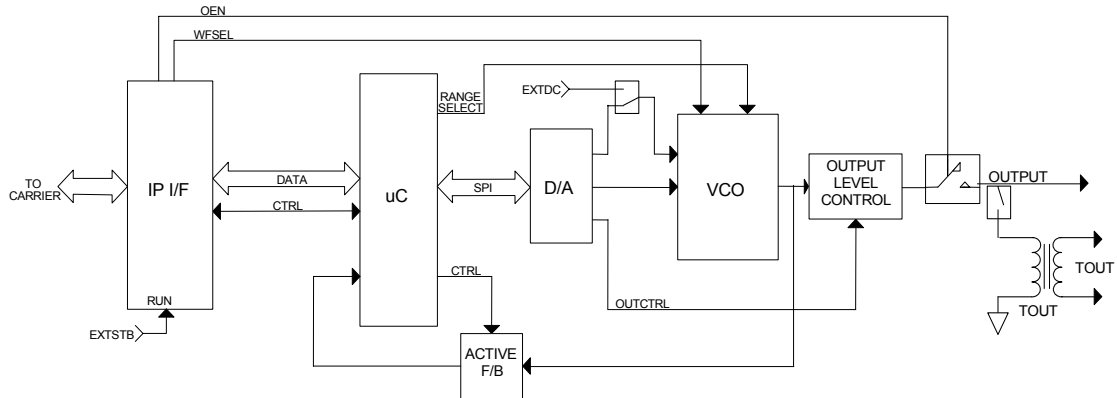 OEN
WFSEL
RANGE
SELECT
EXTDC
TO
CARRIER
IP I/F
DATA
CTRL
uC
SPI
D/A
VCO
OUTPUT
LEVEL
CONTROL
OUTPUT
CTRL
RUN
EXTSTB
OUTCTRL
ACTIVE
F/B
TOUT
TOUT